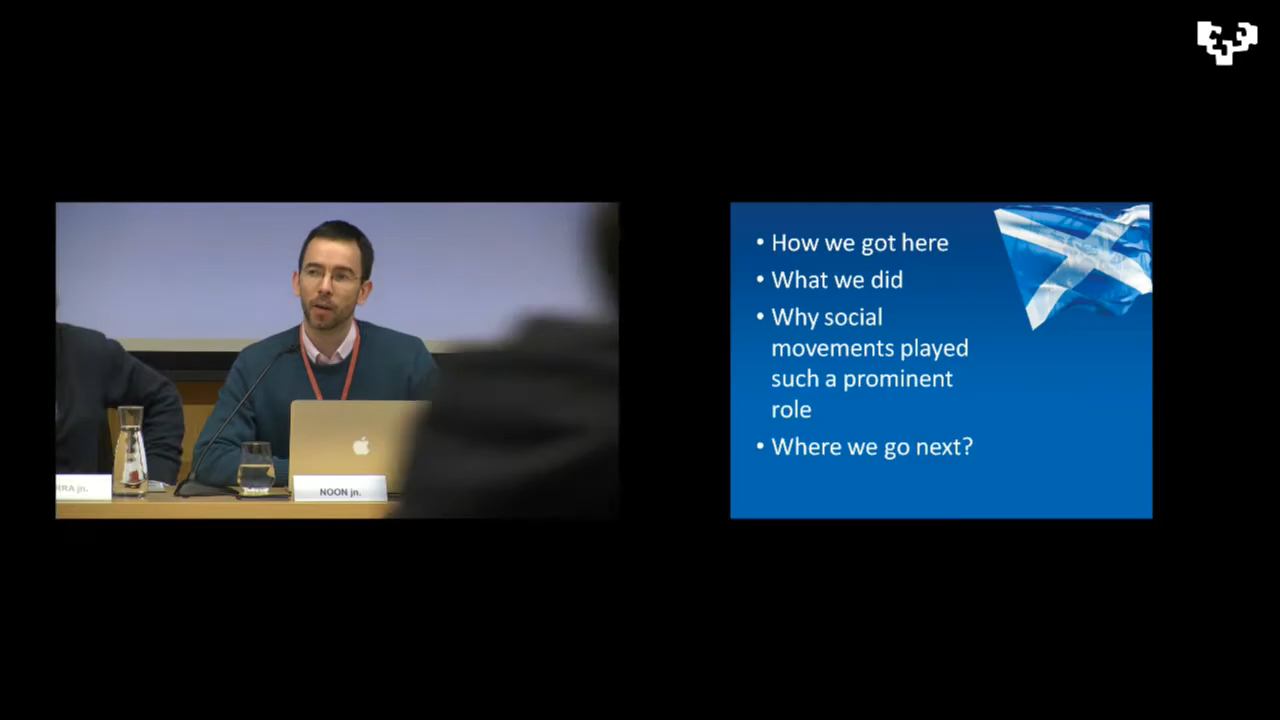 • How we got here
• What we did
• Why social
movements played
such a prominent
role
• Where we go next?
jn.
NOON jn.